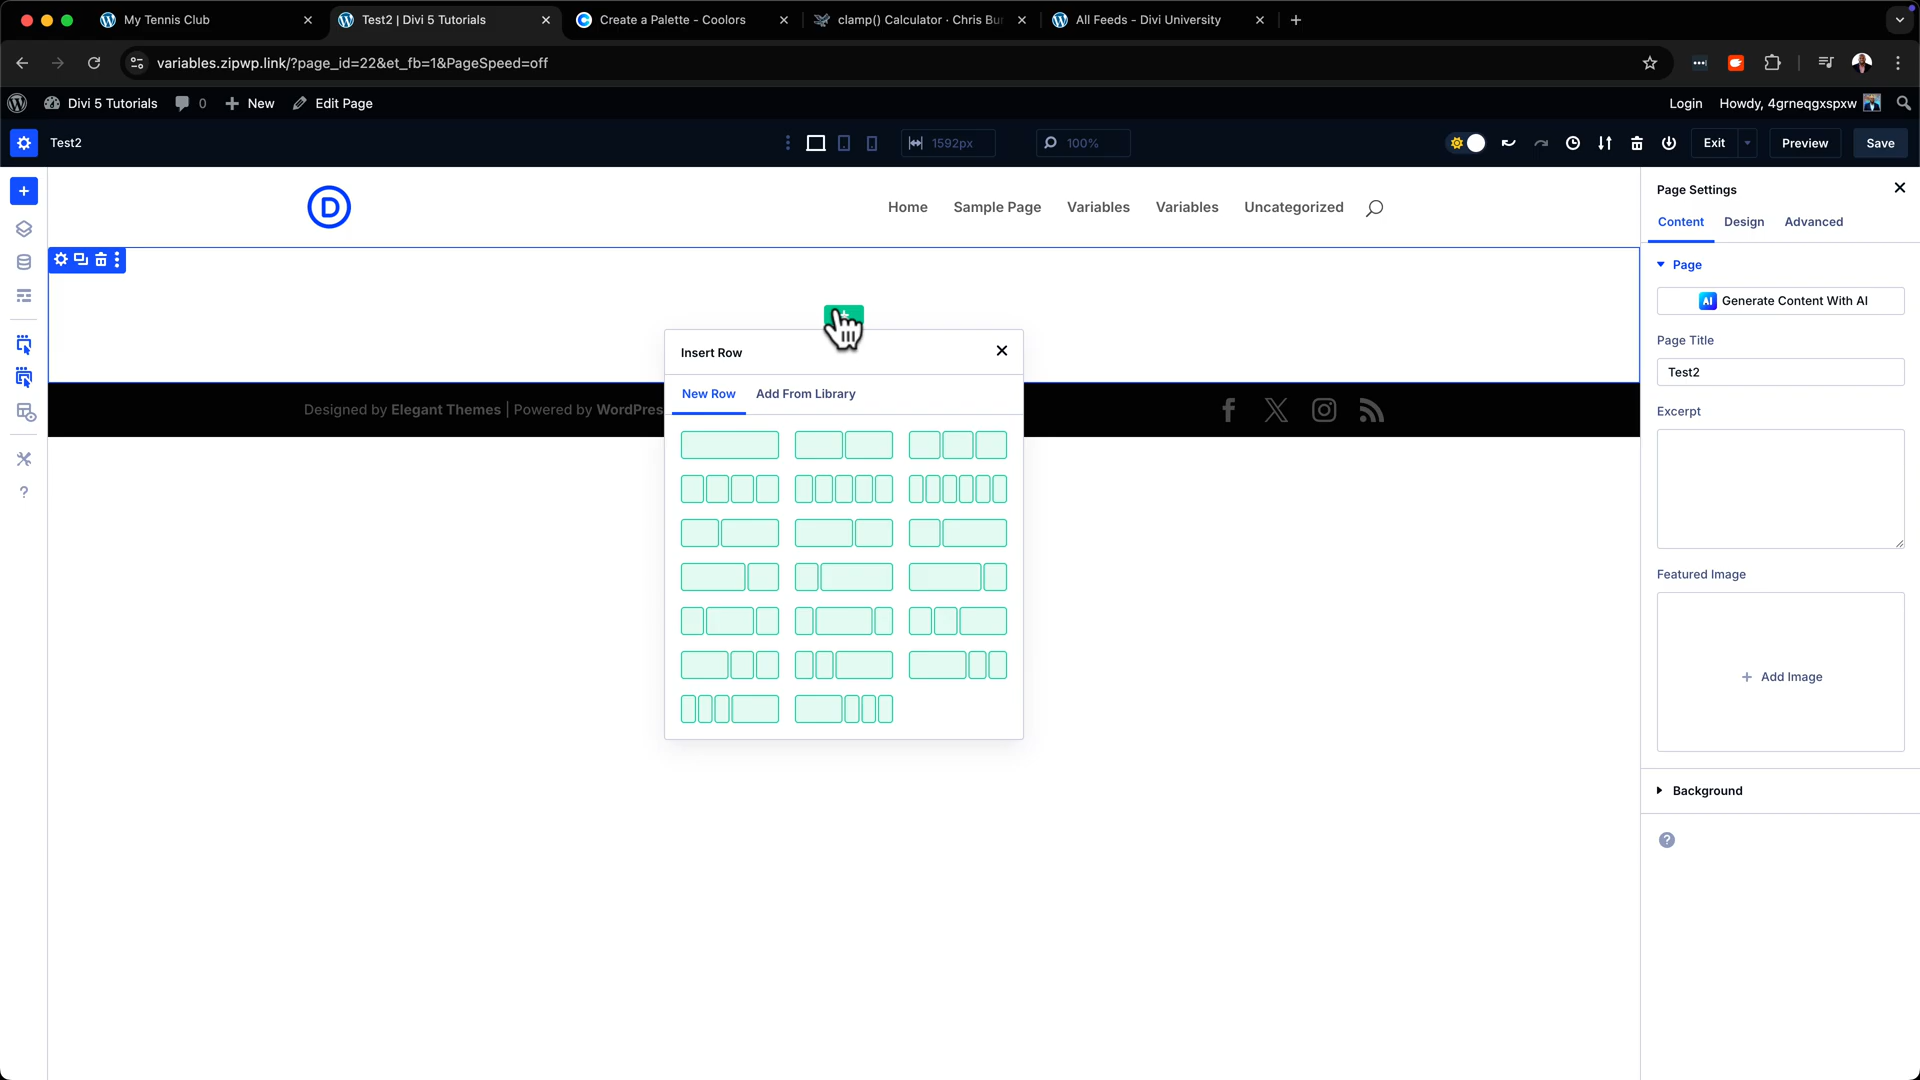 My Tennis Club
Test2 | Divi 5 Tutorials
Create a Palette - Coolors
clamp() Calculator · Chris Bur
All Feeds - Divi University
variables.zipwp.link/?page_id=22&et_fb=1&PageSpeed=off
Divi 5 Tutorials
0
New
Edit Page
Login
Howdy, 4grneqgxspxw
Test2
1592px
100%
Exit
Preview
Save
D
Home
Sample Page
Variables
Variables
Uncategorized
Page Settings
Content
Design
Advanced
Page
AI Generate Content With AI
Page Title
Test2
Excerpt
Featured Image
Add Image
Background
?
?
Insert Row
New Row
Add From Library
Designed by Elegant Themes | Powered by WordPres